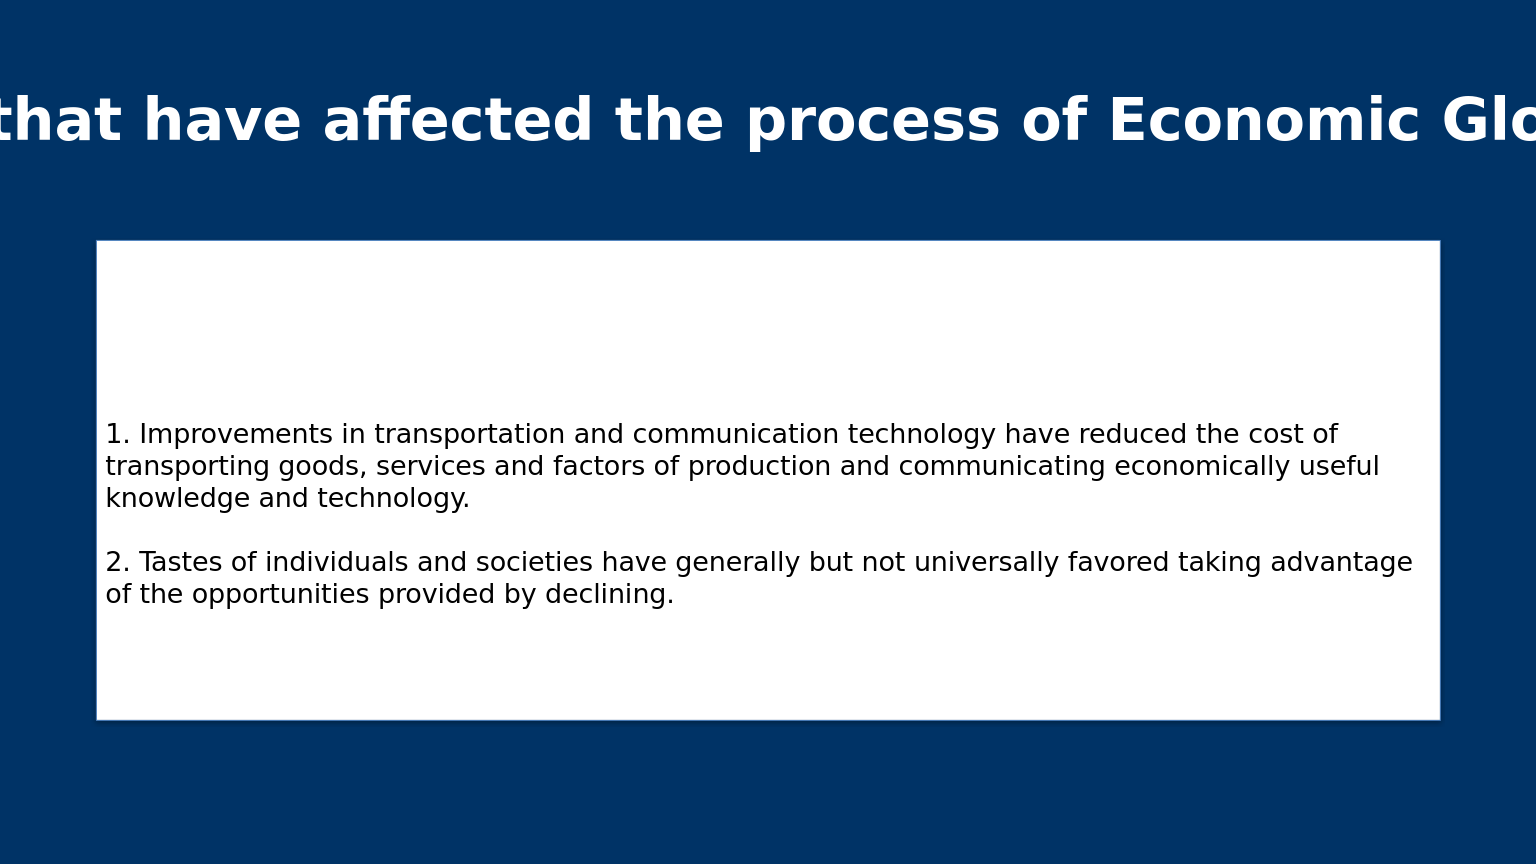 that have affected the process of Economic Glo
1. Improvements in transportation and communication technology have reduced the cost of
transporting goods, services and factors of production and communicating economically useful
knowledge and technology.
2. Tastes of individuals and societies have generally but not universally favored taking advantage
of the opportunities provided by declining.